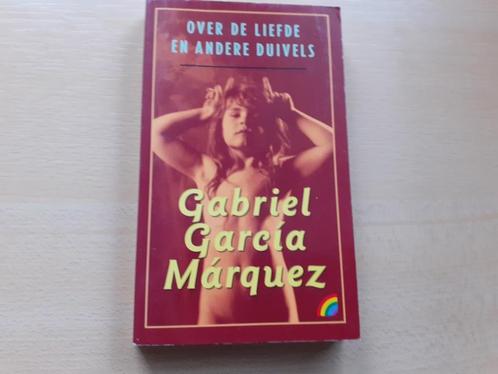 OVER DE LIEFDE
EN ANDERE DUIVELS
Gabriel
García
Márquez